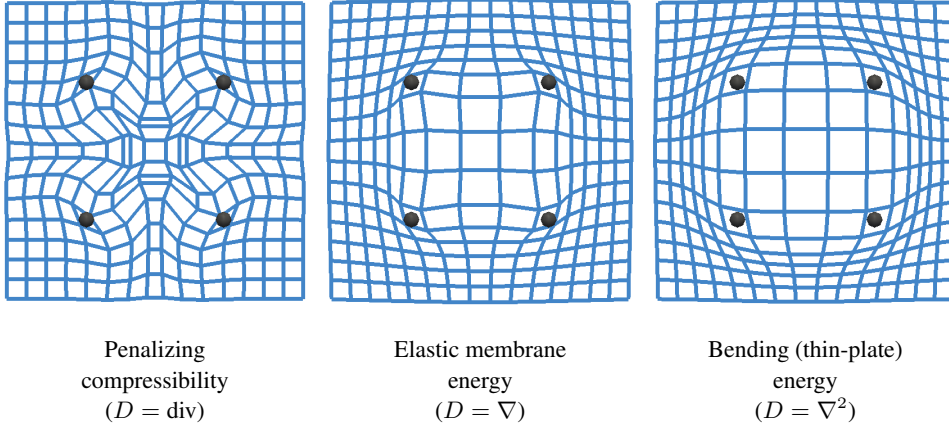 Penalizing
compressibility
(D = div)
Elastic membrane
energy
(D = ∇)
Bending (thin-plate)
energy
(D = ∇²)